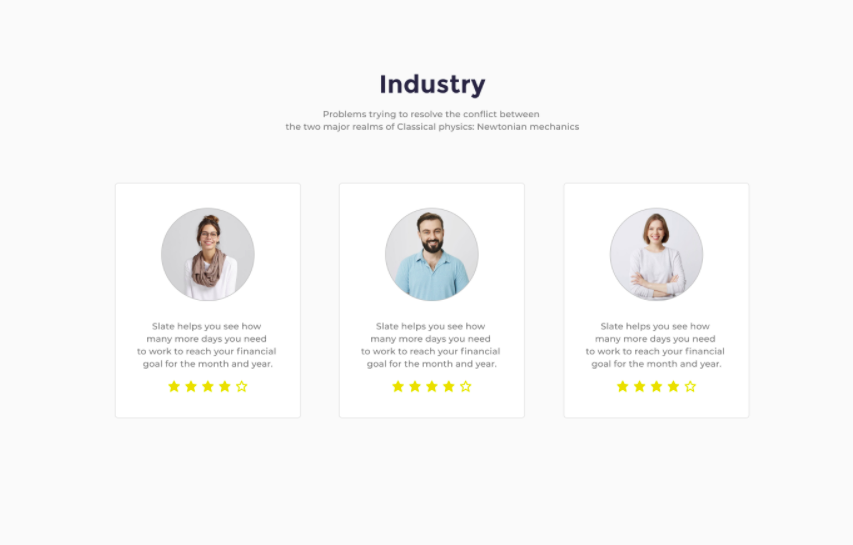 Industry
Problems trying to resolve the conflict between
the two major realms of Classical physics: Newtonian mechanics
Slate helps you see how
many more days you need
to work to reach your financial
goal for the month and year.
Slate helps you see how
many more days you need
to work to reach your financial
goal for the month and year.
Slate helps you see how
many more days you need
to work to reach your financial
goal for the month and year.